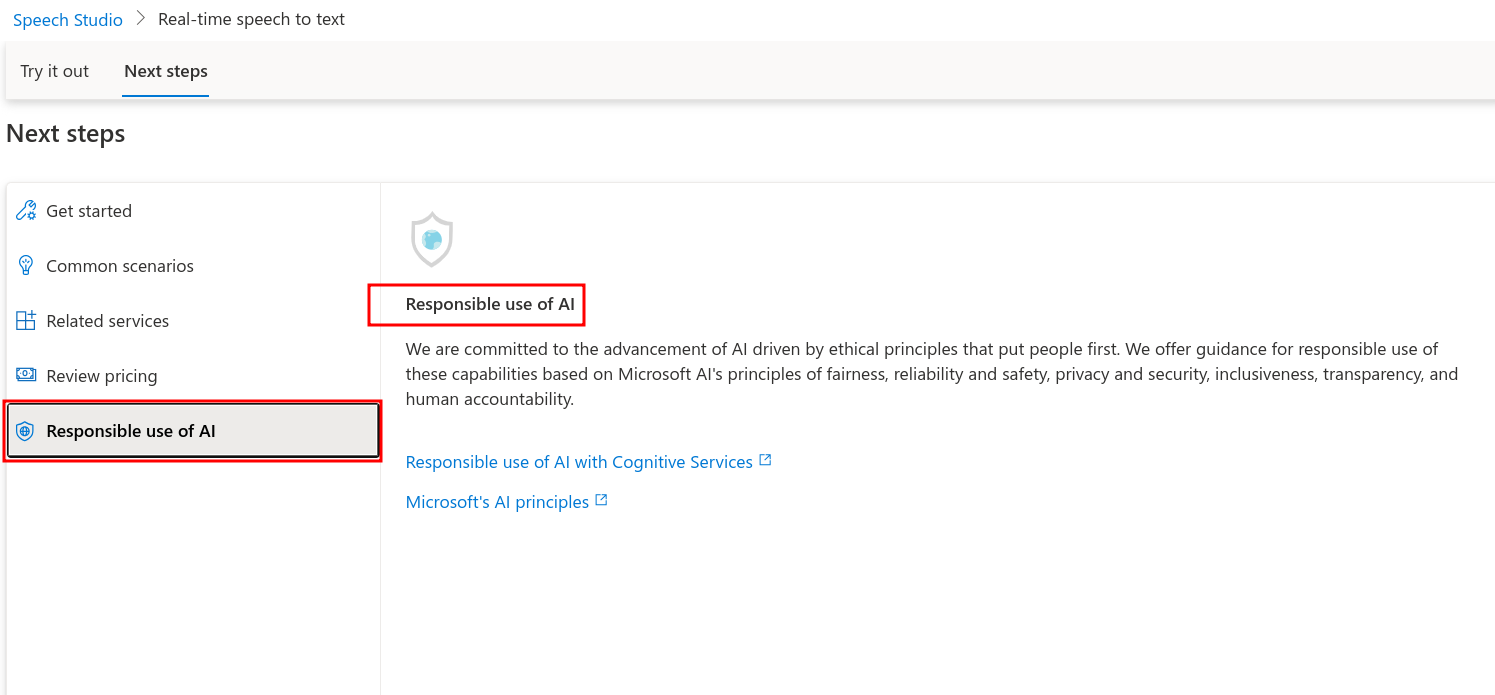 Speech Studio > Real-time speech to text
Try it out Next steps
Next steps
Get started
Common scenarios
Related services
Review pricing
Responsible use of AI
Responsible use of AI
We are committed to the advancement of AI driven by ethical principles that put people first. We offer guidance for responsible use of
these capabilities based on Microsoft AI's principles of fairness, reliability and safety, privacy and security, inclusiveness, transparency, and
human accountability.
Responsible use of AI with Cognitive Services
Microsoft's AI principles